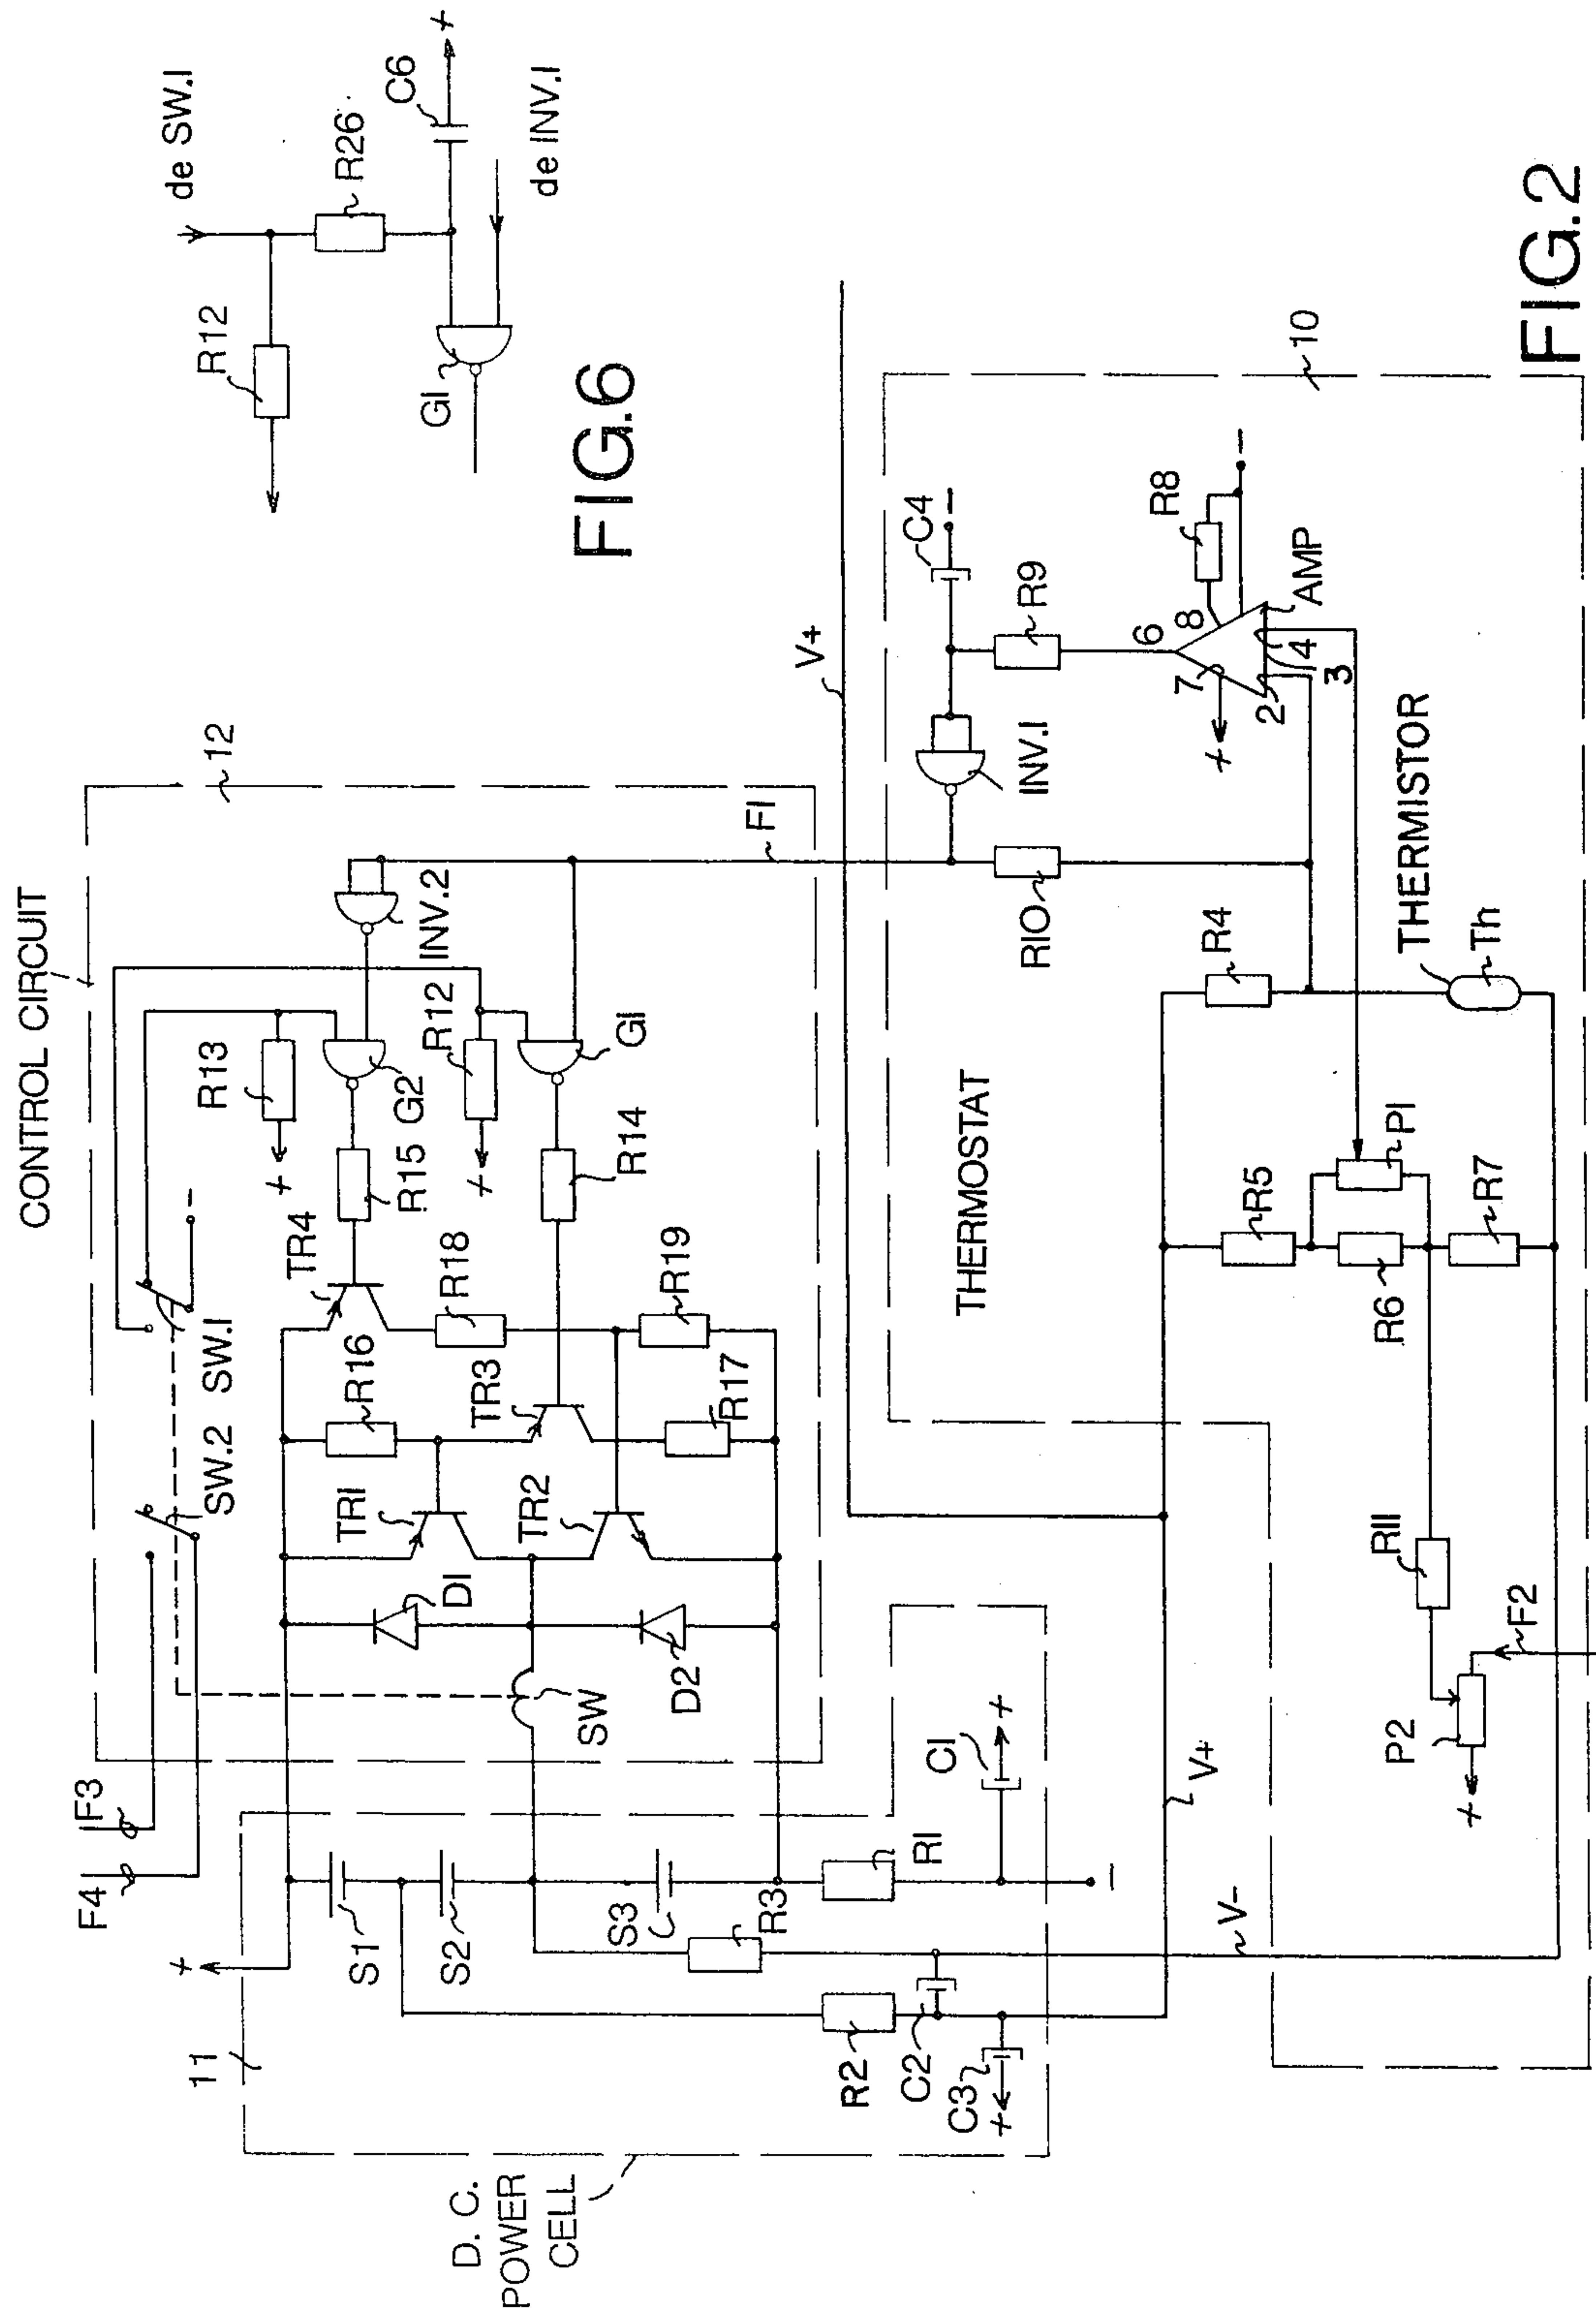 CONTROL CIRCUIT
12
F3
F4
SW.2
SW.I
-
TR4
R13
+
G2
R15
INV.2
R12
+
GI
R14
R16
R18
TR3
R19
R17
TRI
TR2
DI
D2
SW
FI
V+
+
11
S1
S2
S3
R3
RI
CI
+
-
R2
C2
C3
+
V-
V+
D. C.
POWER
CELL
THERMOSTAT
10
C4
-
R9
INV.I
RIO
R8
-
AMP
6
8
7
+
2
4
3
R4
THERMISTOR
Th
R5
PI
R6
R7
RII
P2
+
F2
FIG.2
de SW.I
R12
R26
C6
+
GI
de INV.I
FIG.6